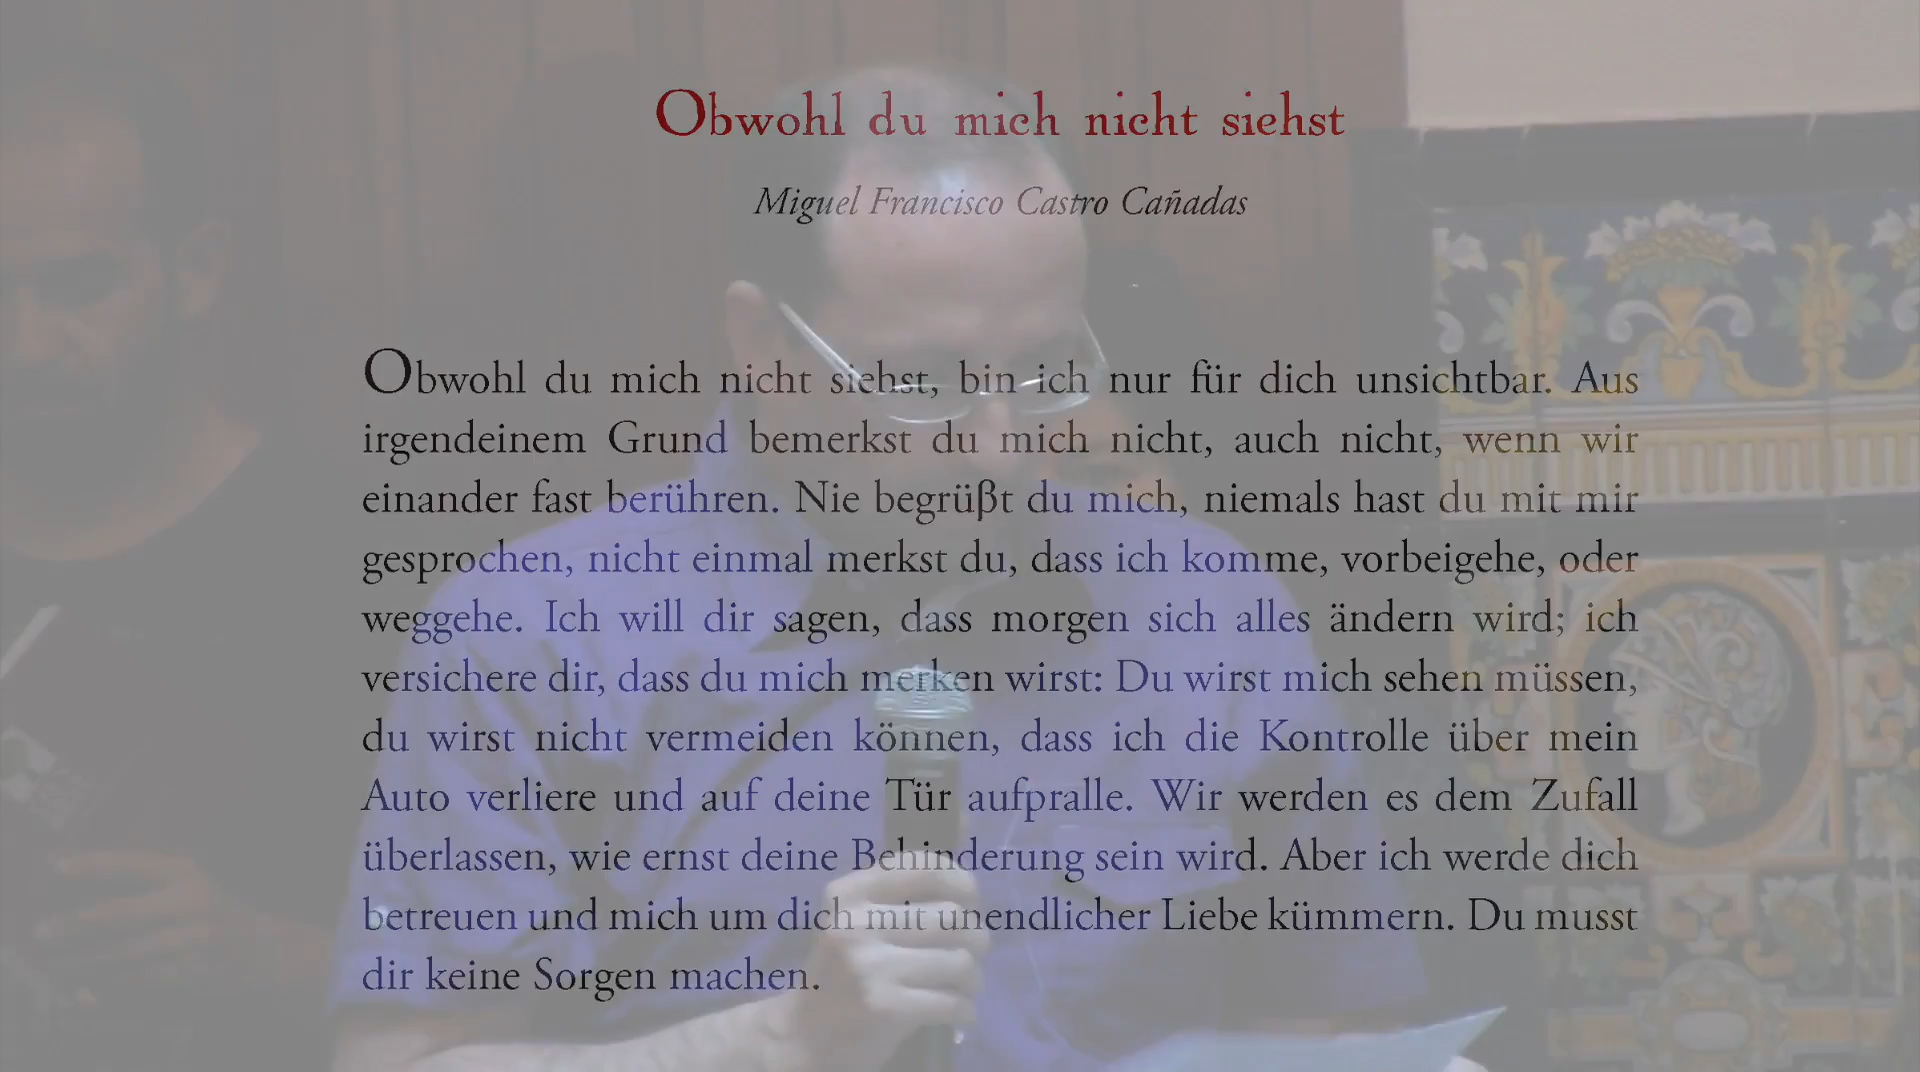 Obwohl du mich nicht siehst
Miguel Francisco Castro Cañadas
Obwohl du mich nicht siehst, bin ich nur für dich unsichtbar. Aus
irgendeinem Grund bemerkst du mich nicht, auch nicht, wenn wir
einander fast berühren. Nie begrüβt du mich, niemals hast du mit mir
gesprochen, nicht einmal merkst du, dass ich komme, vorbeigehe, oder
weggehe. Ich will dir sagen, dass morgen sich alles ändern wird; ich
versichere dir, dass du mich merken wirst: Du wirst mich sehen müssen,
du wirst nicht vermeiden können, dass ich die Kontrolle über mein
Auto verliere und auf deine Tür aufpralle. Wir werden es dem Zufall
überlassen, wie ernst deine Behinderung sein wird. Aber ich werde dich
betreuen und mich um dich mit unendlicher Liebe kümmern. Du musst
dir keine Sorgen machen.